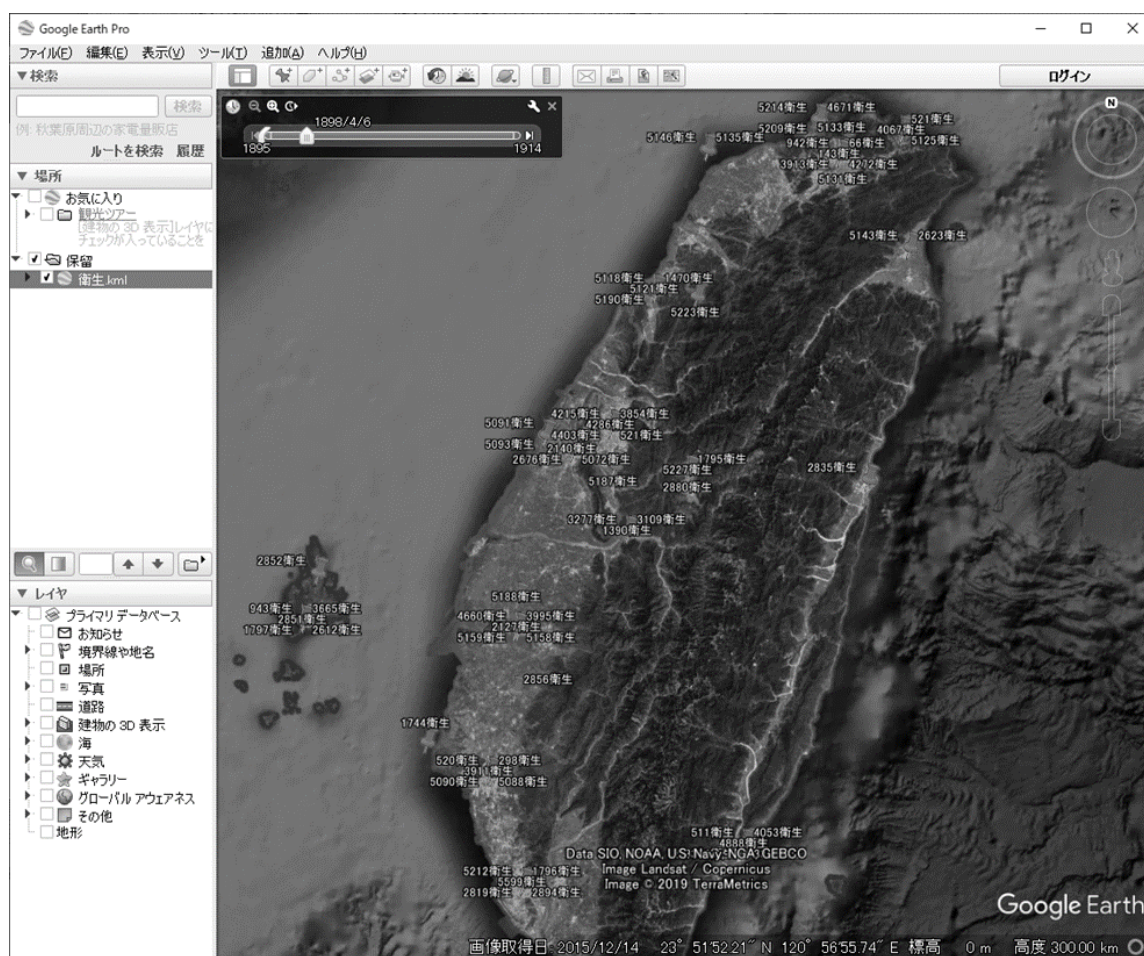 Google Earth Pro
ファイル(F) 編集(E) 表示(V) ツール(T) 追加(A) ヘルプ(H)
▼検索
ログイン
検索
例: 秋葉原周辺の家電量販店
ルートを検索 履歴
▼ 場所
お気に入り
観光ツアー
[建物の 3D 表示]レイヤに
チェックが入っていることを
保留
衛生.kml
▼ レイヤ
プライマリ データベース
お知らせ
境界線や地名
場所
写真
道路
建物の 3D 表示
海
天気
ギャラリー
グローバル アウェアネス
その他
地形
1898/4/6
1895 1914
N
5214衛生 4671衛生
521衛生
5209衛生 5133衛生 4067衛生
5146衛生 5135衛生 942衛生 66衛生 5125衛生
143衛生
3913衛生 4272衛生
5131衛生
5143衛生 2623衛生
5118衛生 1470衛生
5121衛生
5190衛生
5223衛生
4215衛生 3854衛生
5091衛生 4286衛生
4403衛生 521衛生
5093衛生 2140衛生
2676衛生 5072衛生 1795衛生
5227衛生 2835衛生
5187衛生 2880衛生
3277衛生 3109衛生
1390衛生
2852衛生
5188衛生
943衛生 3665衛生
2851衛生
1797衛生 2612衛生
4660衛生 3995衛生
2127衛生
5159衛生 5158衛生
2856衛生
1744衛生
520衛生 298衛生
3911衛生
5090衛生 5088衛生
511衛生 4053衛生
4888衛生
Data SIO, NOAA, U.S. Navy, NGA, GEBCO
Image Landsat / Copernicus
Image © 2019 TerraMetrics
5212衛生 1796衛生
5599衛生
2819衛生 2894衛生
Google Earth
画像取得日 2015/12/14 23° 51'52.21" N 120° 56'55.74" E 標高 0 m 高度 300.00 km